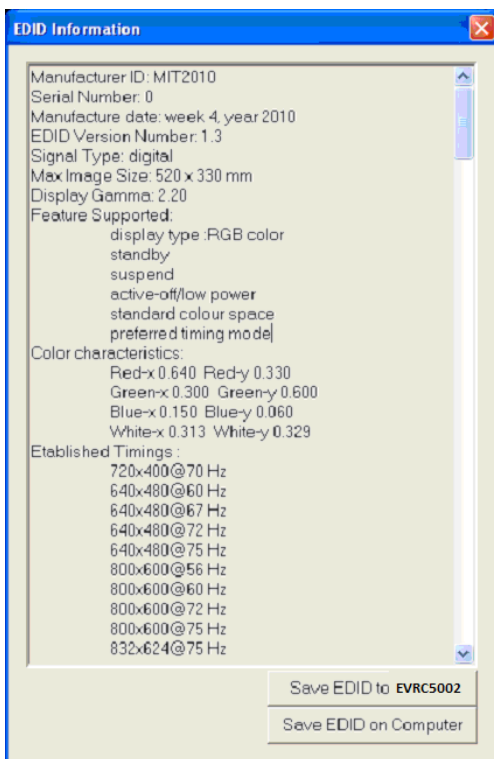 EDID Information
Manufacturer ID: MIT2010
Serial Number: 0
Manufacture date: week 4, year 2010
EDID Version Number: 1.3
Signal Type: digital
Max Image Size: 520 x 330 mm
Display Gamma: 2.20
Feature Supported:
display type :RGB color
standby
suspend
active-off/low power
standard colour space
preferred timing mode
Color characteristics:
Red-x 0.640 Red-y 0.330
Green-x 0.300 Green-y 0.600
Blue-x 0.150 Blue-y 0.060
White-x 0.313 White-y 0.329
Etablished Timings :
720x400@70 Hz
640x480@60 Hz
640x480@67 Hz
640x480@72 Hz
640x480@75 Hz
800x600@56 Hz
800x600@60 Hz
800x600@72 Hz
800x600@75 Hz
832x624@75 Hz
Save EDID to EVRC5002
Save EDID on Computer